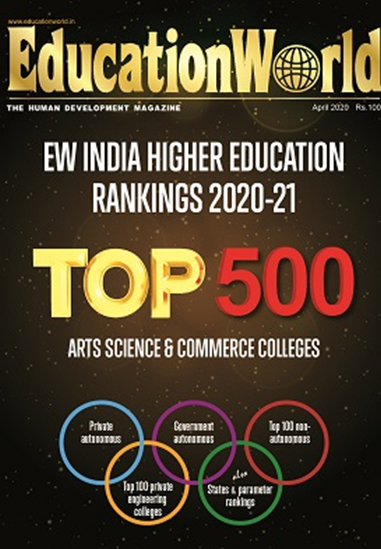 www.educationworld.in
EducationWorld
THE HUMAN DEVELOPMENT MAGAZINE
April 2020 Rs.100
EW INDIA HIGHER EDUCATION
RANKINGS 2020-21
TOP 500
ARTS SCIENCE & COMMERCE COLLEGES
Private
autonomous
Government
autonomous
Top 100 non-
autonomous
Top 100 private
engineering
colleges
also
States & parameter
rankings